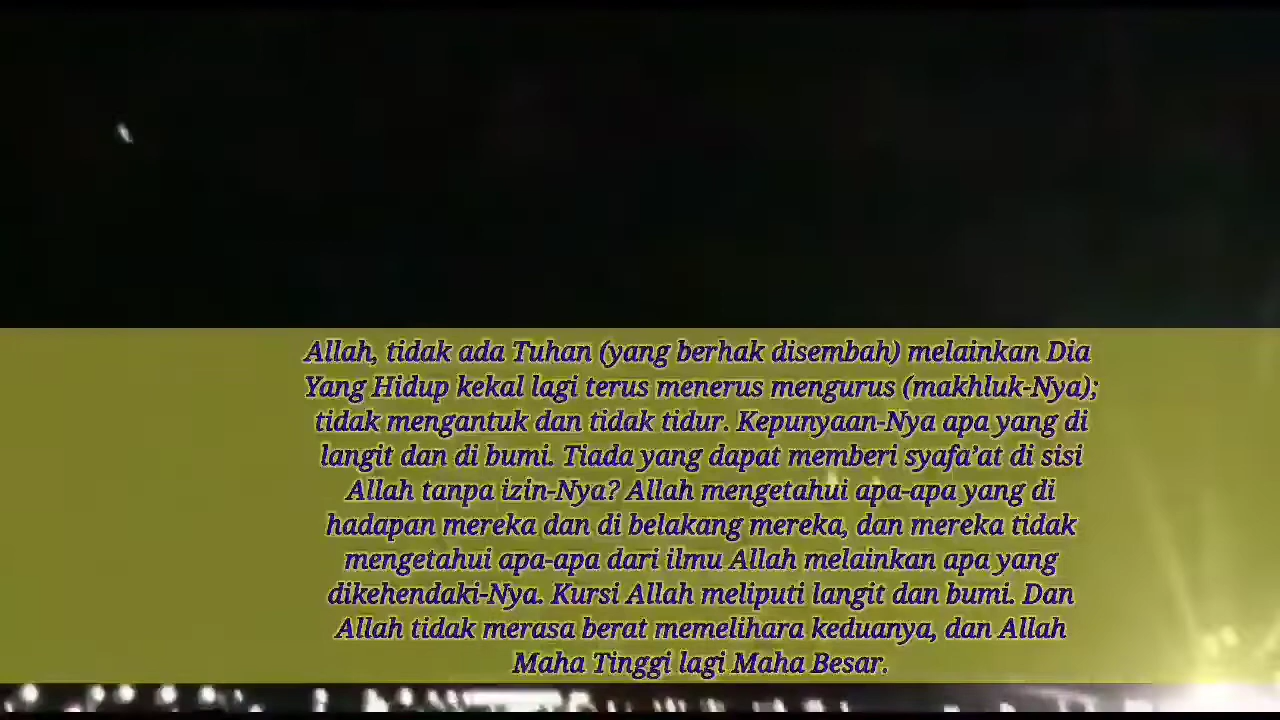 Allah, tidak ada Tuhan (yang berhak disembah) melainkan Dia
Yang Hidup kekal lagi terus menerus mengurus (makhluk-Nya);
tidak mengantuk dan tidak tidur. Kepunyaan-Nya apa yang di
langit dan di bumi. Tiada yang dapat memberi syafa’at di sisi
Allah tanpa izin-Nya? Allah mengetahui apa-apa yang di
hadapan mereka dan di belakang mereka, dan mereka tidak
mengetahui apa-apa dari ilmu Allah melainkan apa yang
dikehendaki-Nya. Kursi Allah meliputi langit dan bumi. Dan
Allah tidak merasa berat memelihara keduanya, dan Allah
Maha Tinggi lagi Maha Besar.